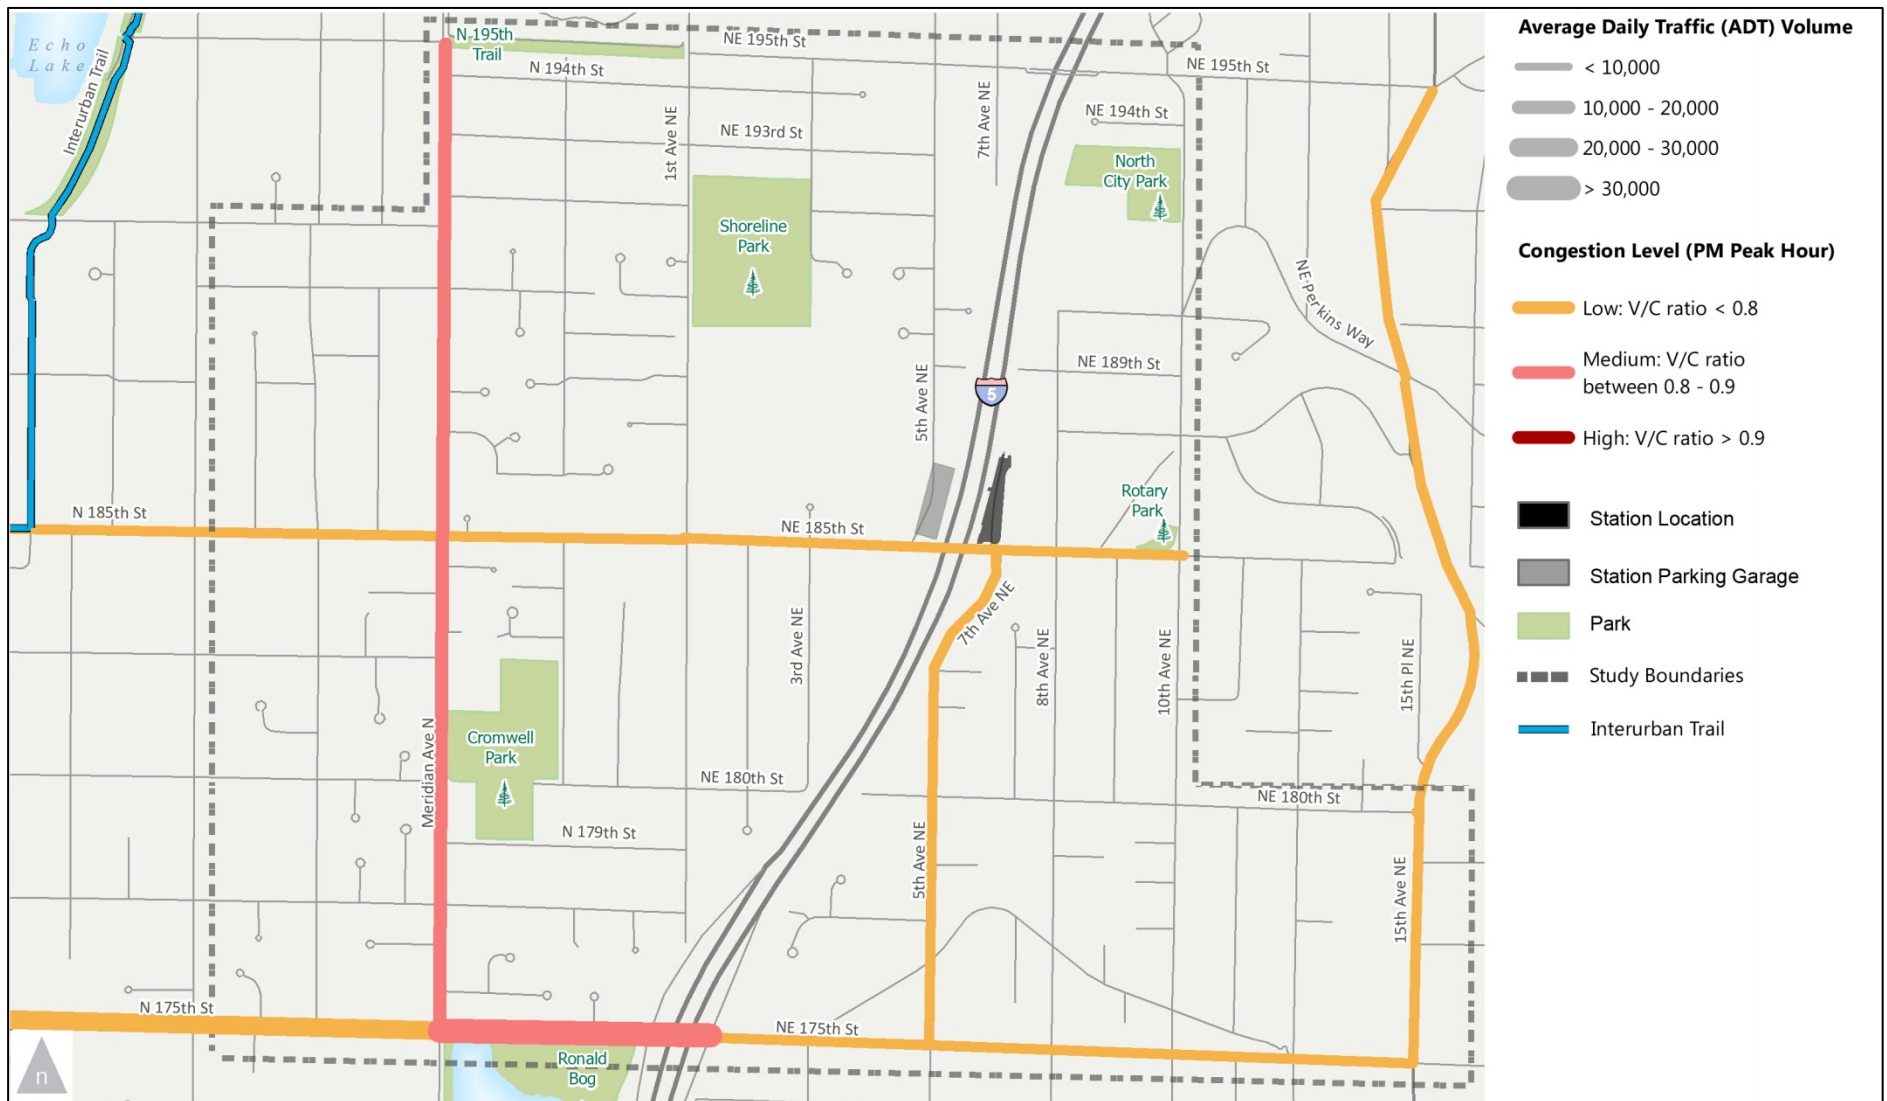 Echo
Lake
Interurban Trail
N 195th
Trail
NE 195th St
NE 195th St
N 194th St
1st Ave NE
NE 193rd St
7th Ave NE
NE 194th St
North
City Park
Shoreline
Park
NE Perkins Way
5th Ave NE
5
NE 189th St
N 185th St
NE 185th St
Rotary
Park
7th Ave NE
3rd Ave NE
8th Ave NE
10th Ave NE
15th Pl NE
Meridian Ave N
Cromwell
Park
NE 180th St
NE 180th St
N 179th St
5th Ave NE
15th Ave NE
N 175th St
NE 175th St
Ronald
Bog
n
Average Daily Traffic (ADT) Volume
< 10,000
10,000 - 20,000
20,000 - 30,000
> 30,000
Congestion Level (PM Peak Hour)
Low: V/C ratio < 0.8
Medium: V/C ratio
between 0.8 - 0.9
High: V/C ratio > 0.9
Station Location
Station Parking Garage
Park
Study Boundaries
Interurban Trail